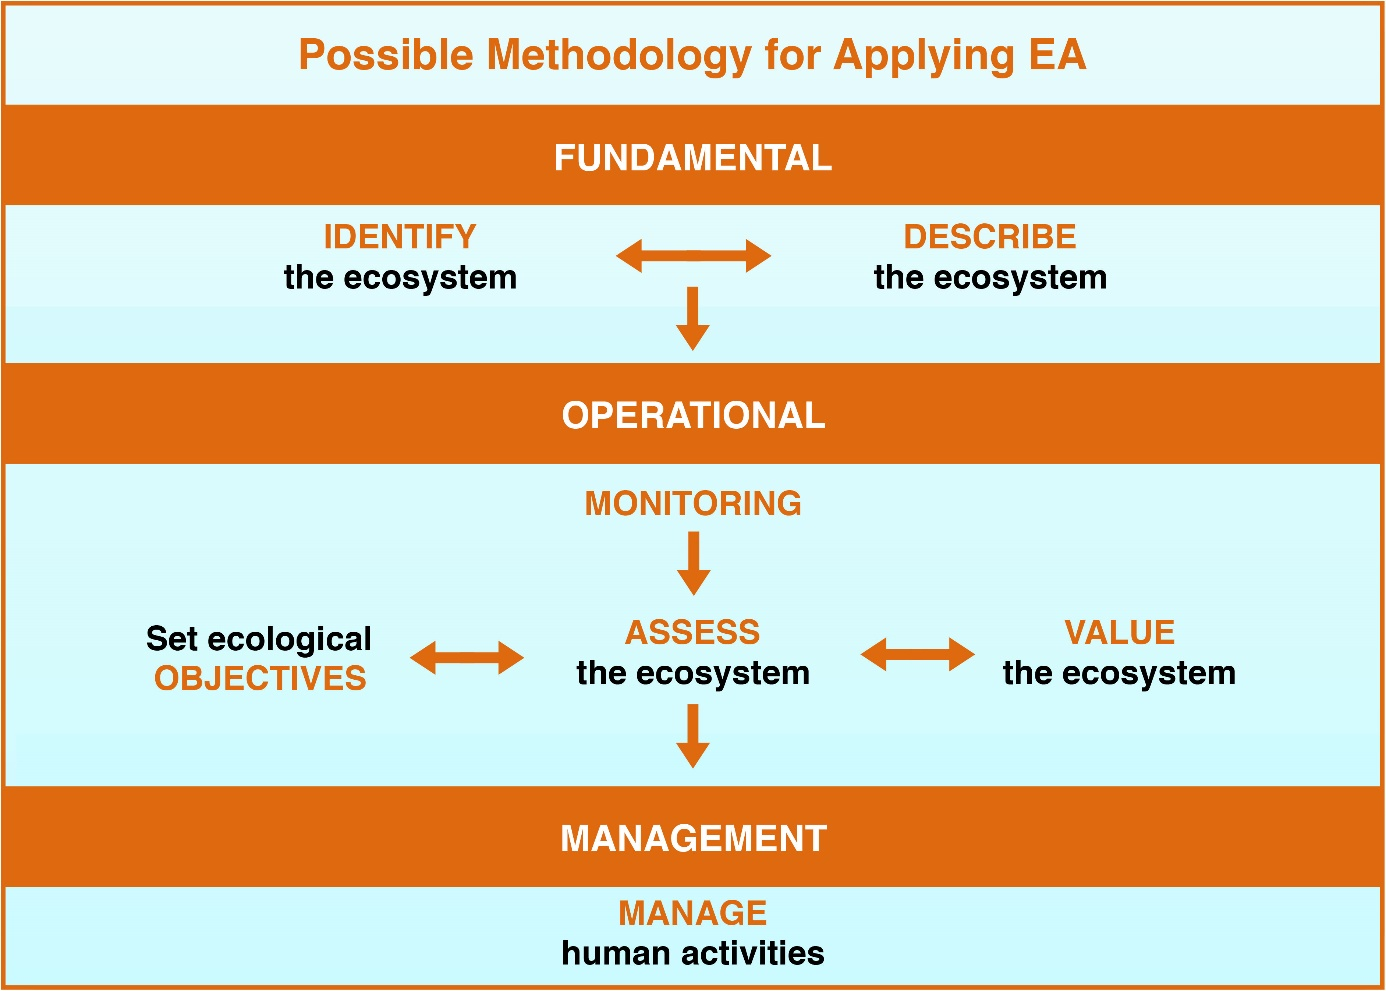 Possible Methodology for Applying EA
FUNDAMENTAL
IDENTIFY
the ecosystem
DESCRIBE
the ecosystem
OPERATIONAL
MONITORING
Set ecological
OBJECTIVES
ASSESS
the ecosystem
VALUE
the ecosystem
MANAGEMENT
MANAGE
human activities